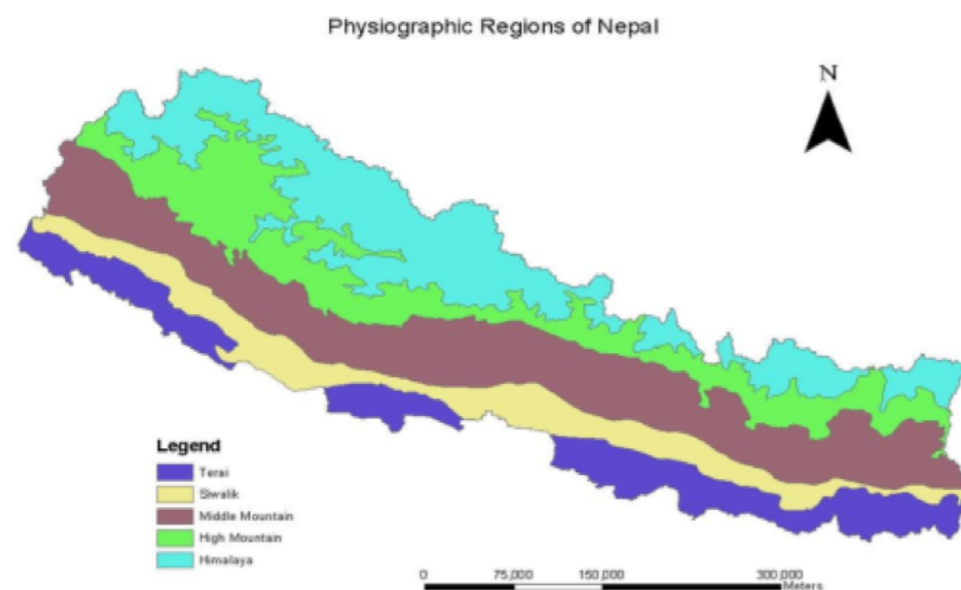 Physiographic Regions of Nepal
N
Legend
Terai
Siwalik
Middle Mountain
High Mountain
Himalaya
0 75,000 150,000 300,000
Meters